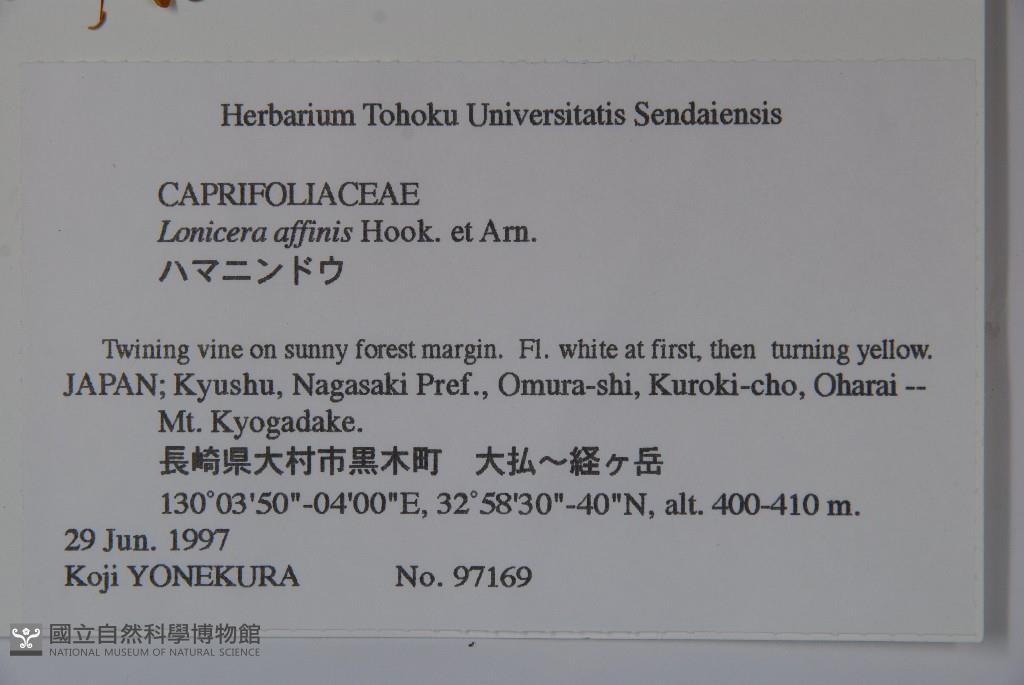 Herbarium Tohoku Universitatis Sendaiensis
CAPRIFOLIACEAE
Lonicera affinis Hook. et Arn.
ハマニンドウ
Twining vine on sunny forest margin. Fl. white at first, then turning yellow.
JAPAN; Kyushu, Nagasaki Pref., Omura-shi, Kuroki-cho, Oharai --
Mt. Kyogadake.
長崎県大村市黒木町 大払〜経ヶ岳
130°03'50"-04'00"E, 32°58'30"-40"N, alt. 400-410 m.
29 Jun. 1997
Koji YONEKURA No. 97169
國立自然科學博物館
NATIONAL MUSEUM OF NATURAL SCIENCE